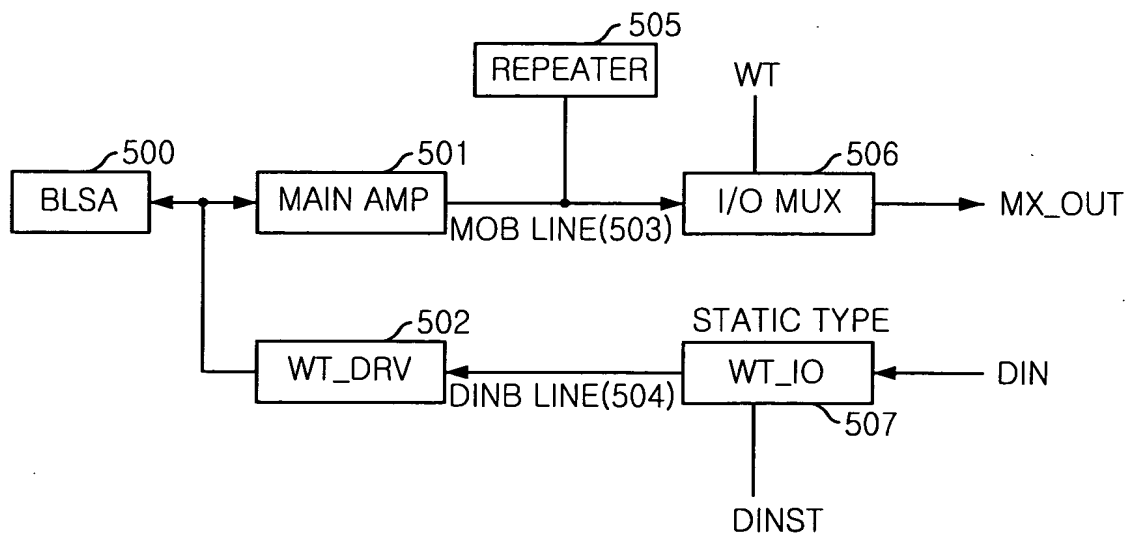 505
REPEATER
WT
500
501
506
BLSA
MAIN AMP
I/O MUX
MX_OUT
MOB LINE(503)
502
STATIC TYPE
WT_DRV
WT_IO
DIN
DINB LINE(504)
507
DINST